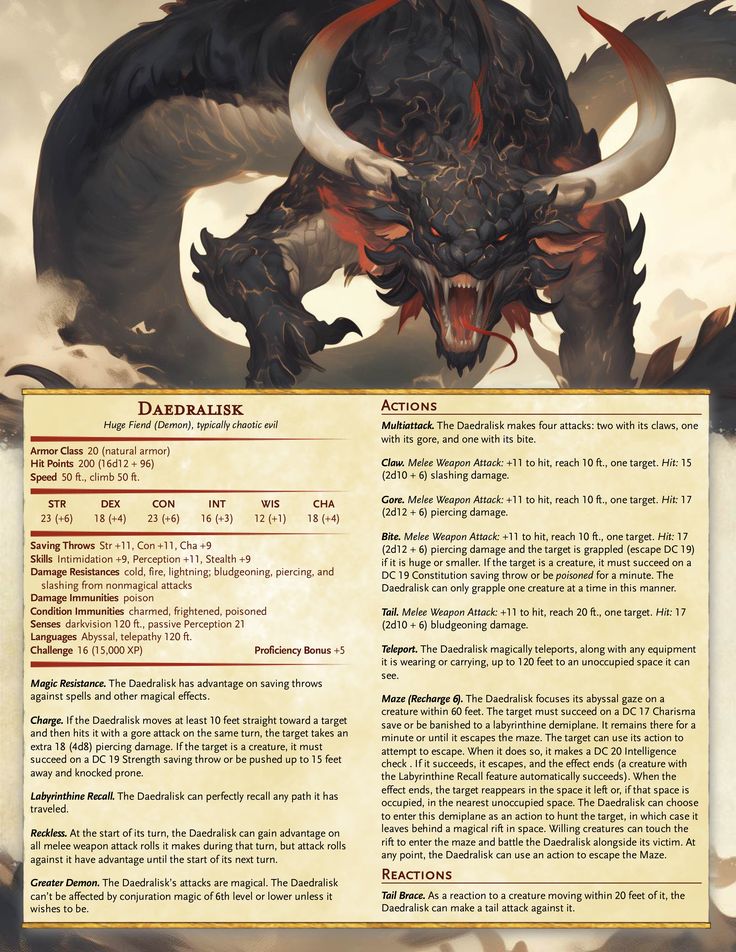 Daedralisk
Huge Fiend (Demon), typically chaotic evil
Armor Class 20 (natural armor)
Hit Points 200 (16d12 + 96)
Speed 50 ft., climb 50 ft.
STR DEX CON INT WIS CHA
23 (+6) 18 (+4) 23 (+6) 16 (+3) 12 (+1) 18 (+4)
Saving Throws Str +11, Con +11, Cha +9
Skills Intimidation +9, Perception +11, Stealth +9
Damage Resistances cold, fire, lightning; bludgeoning, piercing, and
slashing from nonmagical attacks
Damage Immunities poison
Condition Immunities charmed, frightened, poisoned
Senses darkvision 120 ft., passive Perception 21
Languages Abyssal, telepathy 120 ft.
Challenge 16 (15,000 XP) Proficiency Bonus +5
Magic Resistance. The Daedralisk has advantage on saving throws
against spells and other magical effects.
Charge. If the Daedralisk moves at least 10 feet straight toward a target
and then hits it with a gore attack on the same turn, the target takes an
extra 18 (4d8) piercing damage. If the target is a creature, it must
succeed on a DC 19 Strength saving throw or be pushed up to 15 feet
away and knocked prone.
Labyrinthine Recall. The Daedralisk can perfectly recall any path it has
traveled.
Reckless. At the start of its turn, the Daedralisk can gain advantage on
all melee weapon attack rolls it makes during that turn, but attack rolls
against it have advantage until the start of its next turn.
Greater Demon. The Daedralisk's attacks are magical. The Daedralisk
can't be affected by conjuration magic of 6th level or lower unless it
wishes to be.
Actions
Multiattack. The Daedralisk makes four attacks: two with its claws, one
with its gore, and one with its bite.
Claw. Melee Weapon Attack: +11 to hit, reach 10 ft., one target. Hit: 15
(2d10 + 6) slashing damage.
Gore. Melee Weapon Attack: +11 to hit, reach 10 ft., one target. Hit: 17
(2d12 + 6) piercing damage.
Bite. Melee Weapon Attack: +11 to hit, reach 10 ft., one target. Hit: 17
(2d12 + 6) piercing damage and the target is grappled (escape DC 19)
if it is huge or smaller. If the target is a creature, it must succeed on a
DC 19 Constitution saving throw or be poisoned for a minute. The
Daedralisk can only grapple one creature at a time in this manner.
Tail. Melee Weapon Attack: +11 to hit, reach 20 ft., one target. Hit: 17
(2d10 + 6) bludgeoning damage.
Teleport. The Daedralisk magically teleports, along with any equipment
it is wearing or carrying, up to 120 feet to an unoccupied space it can
see.
Maze (Recharge 6). The Daedralisk focuses its abyssal gaze on a
creature within 60 feet. The target must succeed on a DC 17 Charisma
save or be banished to a labyrinthine demiplane. It remains there for a
minute or until it escapes the maze. The target can use its action to
attempt to escape. When it does so, it makes a DC 20 Intelligence
check . If it succeeds, it escapes, and the effect ends (a creature with
the Labyrinthine Recall feature automatically succeeds). When the
effect ends, the target reappears in the space it left or, if that space is
occupied, in the nearest unoccupied space. The Daedralisk can choose
to enter this demiplane as an action to hunt the target, in which case it
leaves behind a magical rift in space. Willing creatures can touch the
rift to enter the maze and battle the Daedralisk alongside its victim. At
any point, the Daedralisk can use an action to escape the Maze.
Reactions
Tail Brace. As a reaction to a creature moving within 20 feet of it, the
Daedralisk can make a tail attack against it.